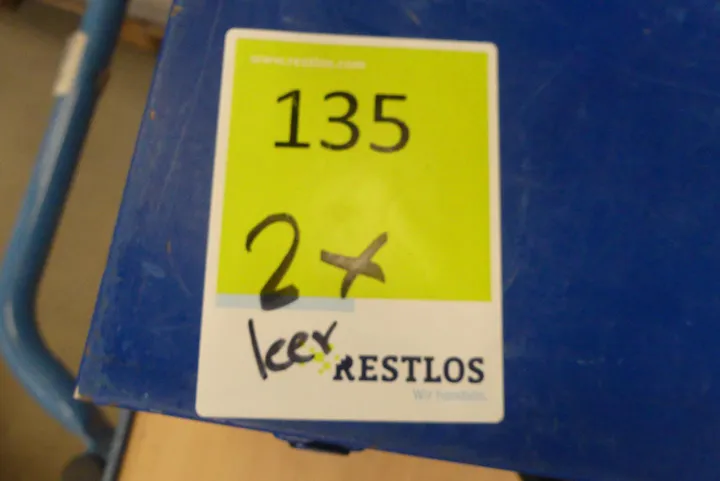 www.restlos.com
135
2x
leer
RESTLOS
Wir handeln.